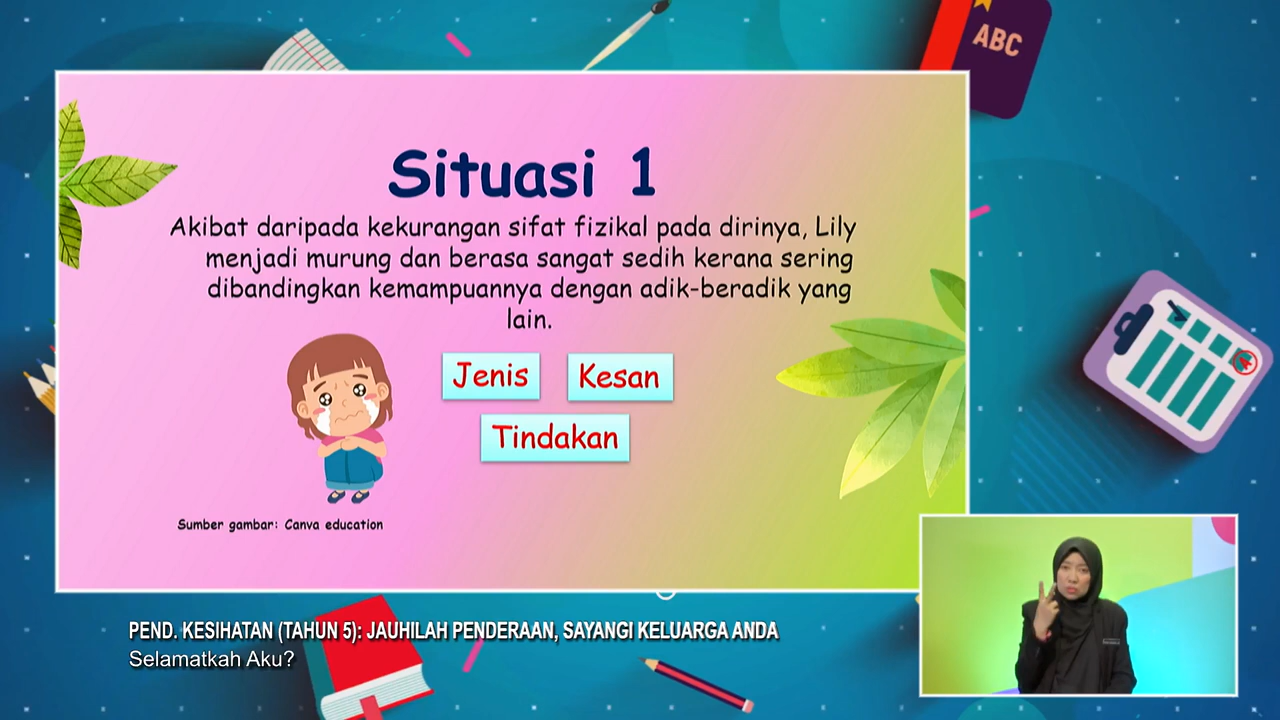 ABC
Situasi 1
Akibat daripada kekurangan sifat fizikal pada dirinya, Lily
menjadi murung dan berasa sangat sedih kerana sering
dibandingkan kemampuannya dengan adik-beradik yang
lain.
Jenis
Kesan
Tindakan
Sumber gambar: Canva education
PEND. KESIHATAN (TAHUN 5): JAUHILAH PENDERAAN, SAYANGI KELUARGA ANDA
Selamatkah Aku?